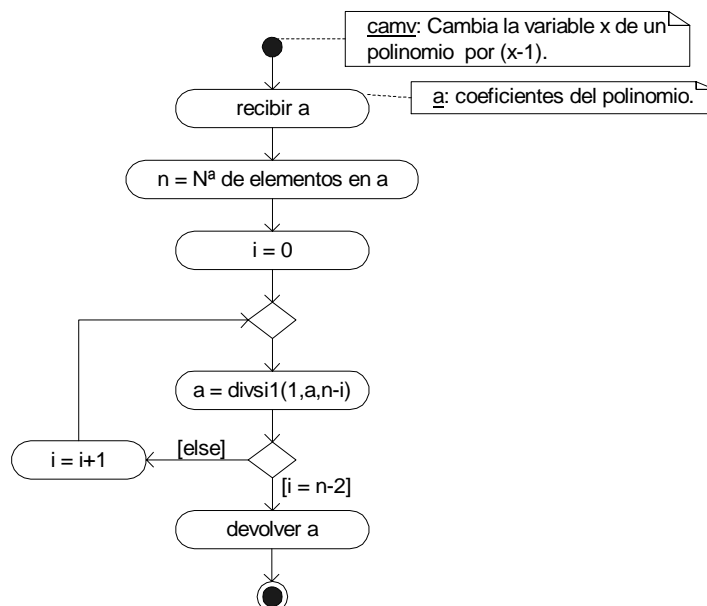 camv: Cambia la variable x de un
polinomio por (x-1).
recibir a
a: coeficientes del polinomio.
n = Nª de elementos en a
i = 0
a = divsi1(1,a,n-i)
[else]
i = i+1
[i = n-2]
devolver a